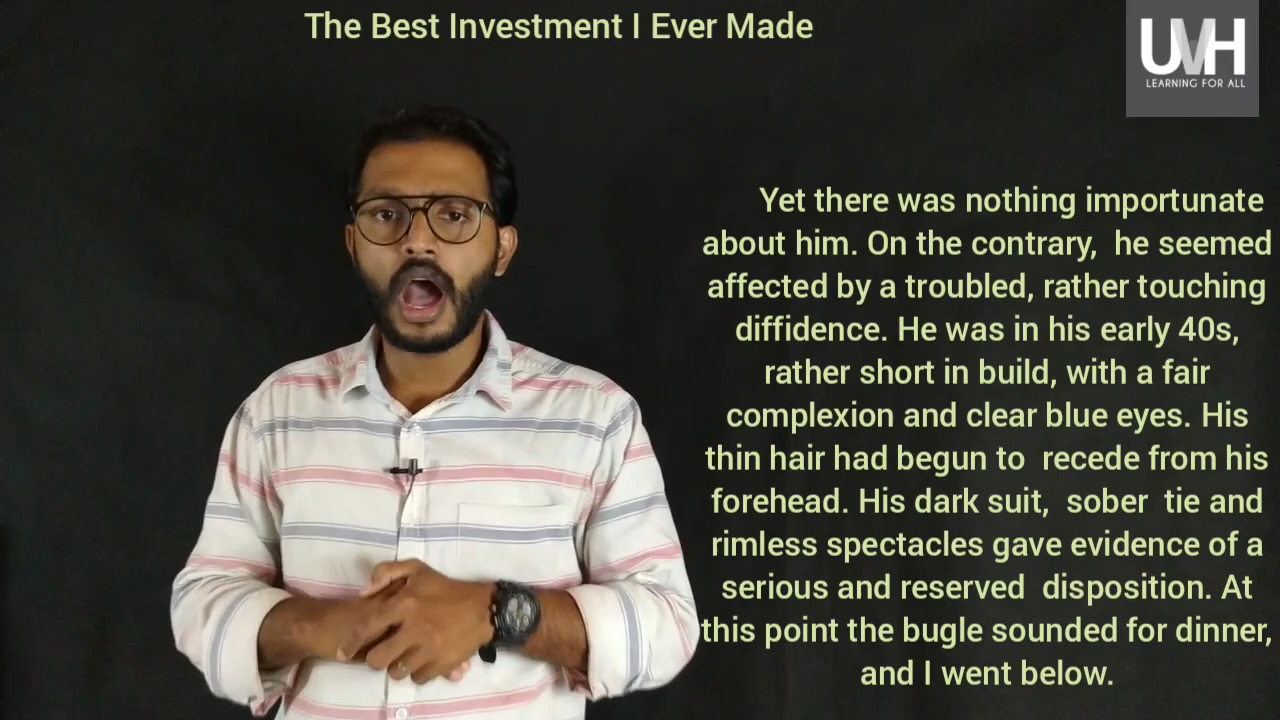 The Best Investment I Ever Made
UVH
LEARNING FOR ALL
Yet there was nothing importunate
about him. On the contrary, he seemed
affected by a troubled, rather touching
diffidence. He was in his early 40s,
rather short in build, with a fair
complexion and clear blue eyes. His
thin hair had begun to recede from his
forehead. His dark suit, sober tie and
rimless spectacles gave evidence of a
serious and reserved disposition. At
this point the bugle sounded for dinner,
and I went below.